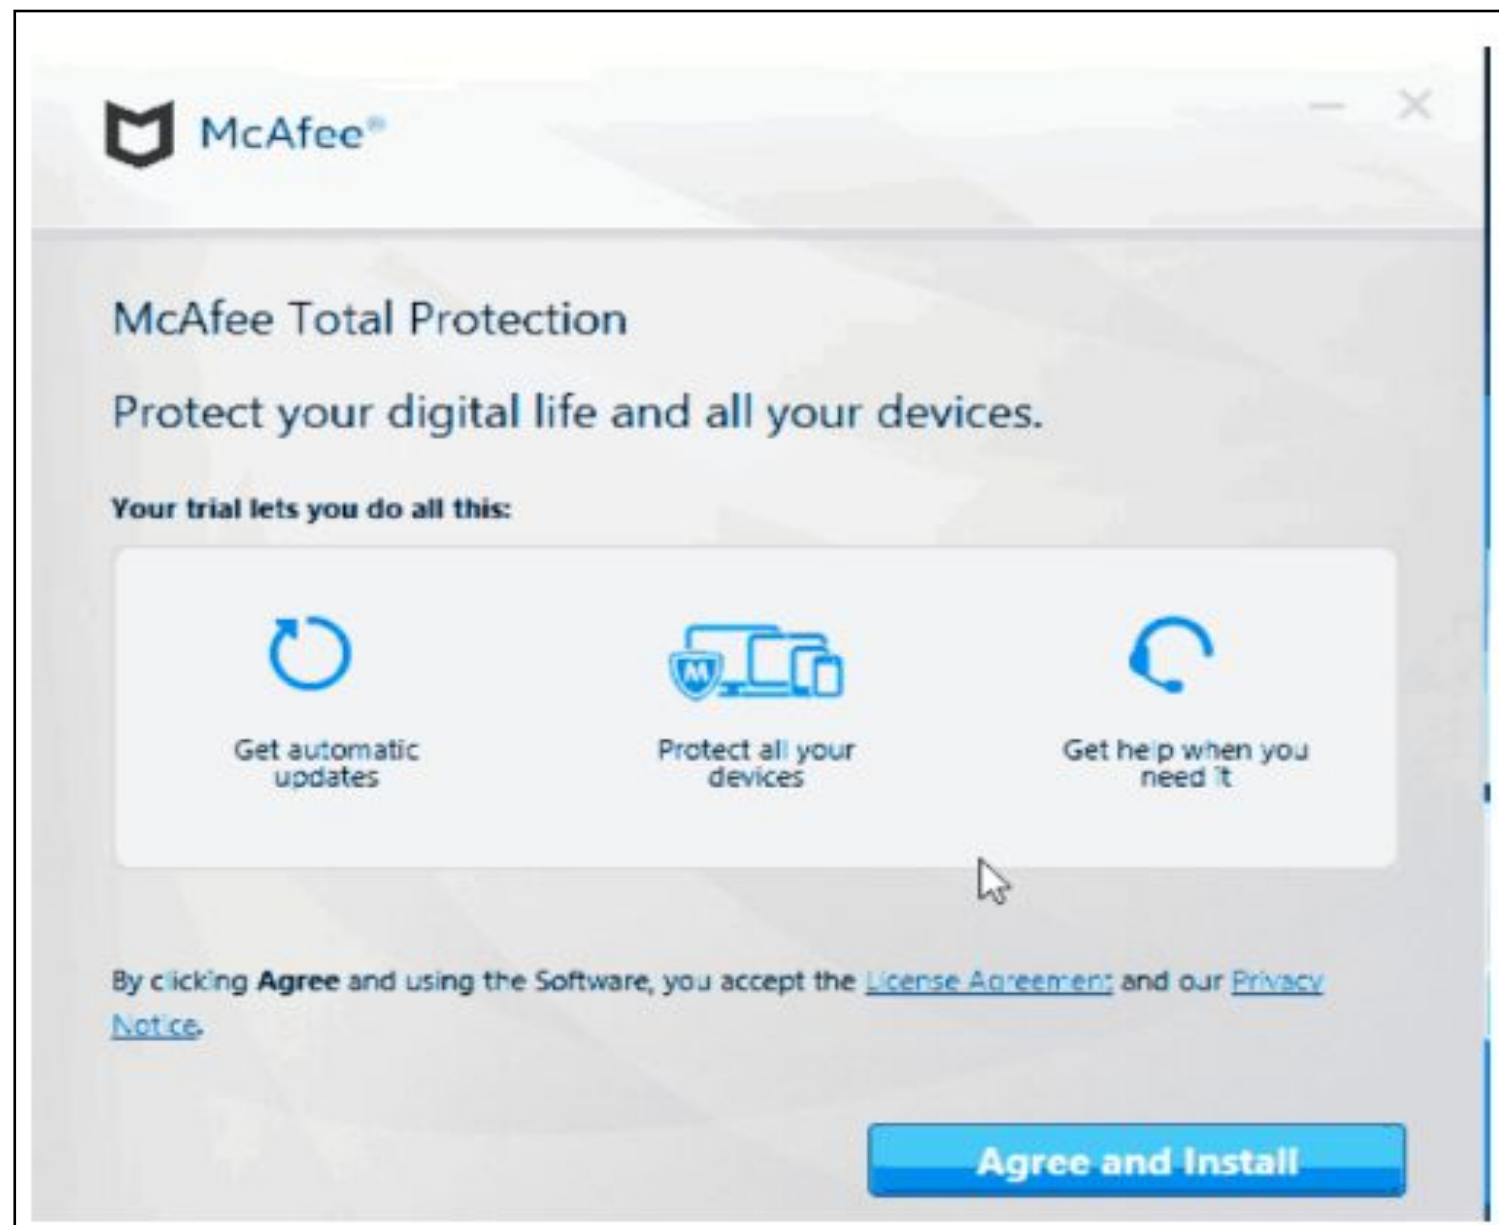 McAfee®
McAfee Total Protection
Protect your digital life and all your devices.
Your trial lets you do all this:
Get automatic
updates
Protect all your
devices
Get help when you
need it
By clicking Agree and using the Software, you accept the License Agreement and our Privacy
Notice.
Agree and Install